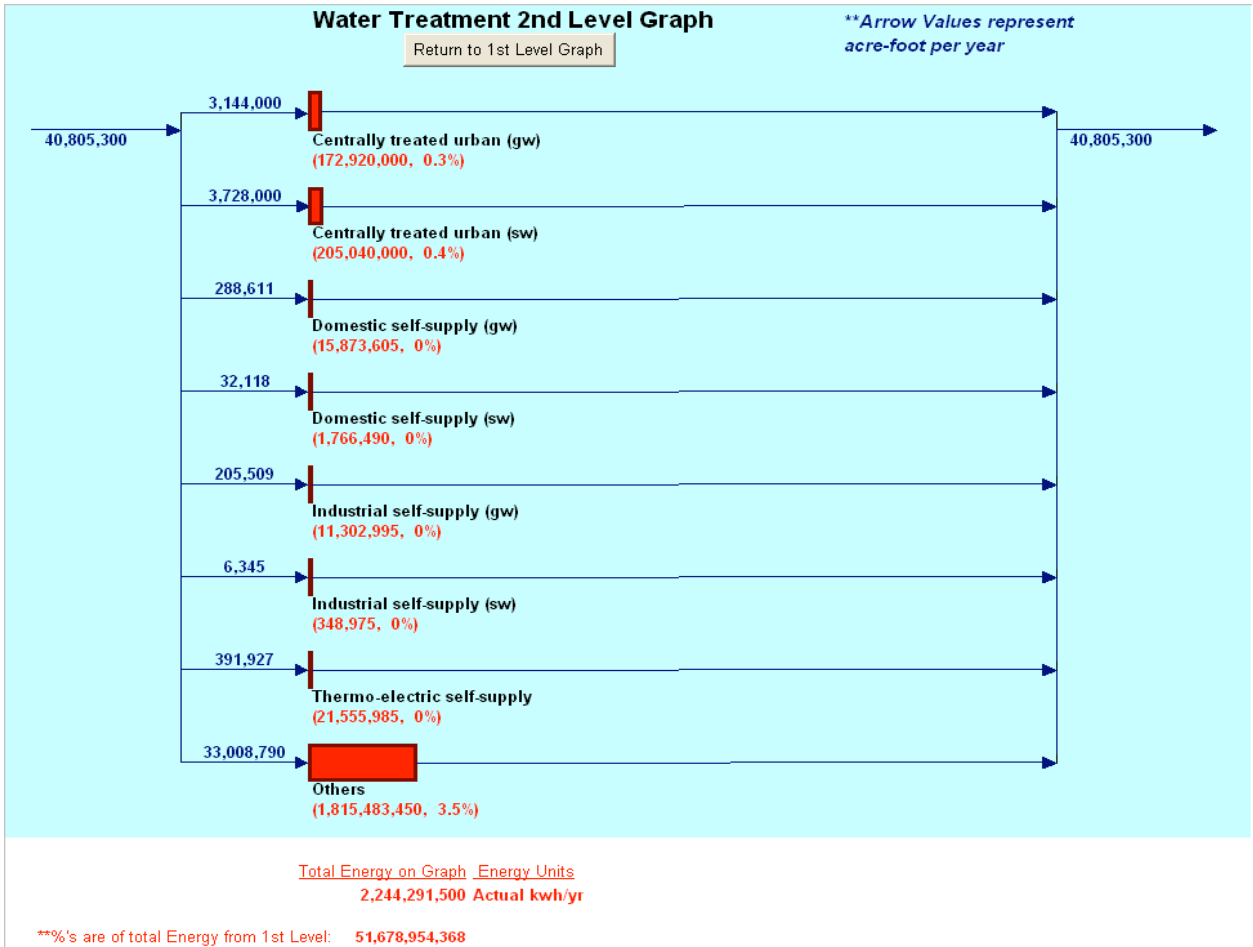 Water Treatment 2nd Level Graph
**Arrow Values represent
acre-foot per year
Return to 1st Level Graph
40,805,300
3,144,000
Centrally treated urban (gw)
(172,920,000, 0.3%)
40,805,300
3,728,000
Centrally treated urban (sw)
(205,040,000, 0.4%)
288,611
Domestic self-supply (gw)
(15,873,605, 0%)
32,118
Domestic self-supply (sw)
(1,766,490, 0%)
205,509
Industrial self-supply (gw)
(11,302,995, 0%)
6,345
Industrial self-supply (sw)
(348,975, 0%)
391,927
Thermo-electric self-supply
(21,555,985, 0%)
33,008,790
Others
(1,815,483,450, 3.5%)
Total Energy on Graph Energy Units
2,244,291,500 Actual kwh/yr
**%'s are of total Energy from 1st Level: 51,678,954,368